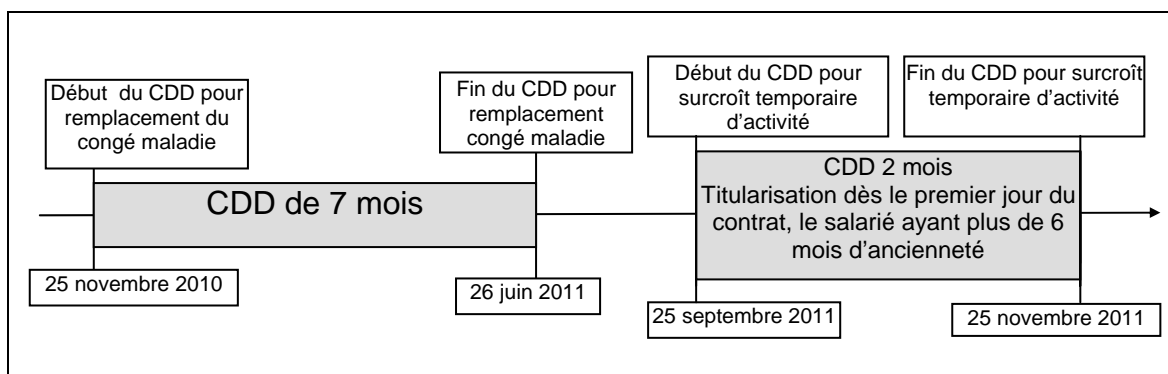 Début du CDD pour
remplacement du
congé maladie
Fin du CDD pour
remplacement
congé maladie
Début du CDD pour
surcroît temporaire
d’activité
Fin du CDD pour surcroît
temporaire d’activité
CDD de 7 mois
CDD 2 mois
Titularisation dès le premier jour du
contrat, le salarié ayant plus de 6
mois d’ancienneté
25 novembre 2010
26 juin 2011
25 septembre 2011
25 novembre 2011